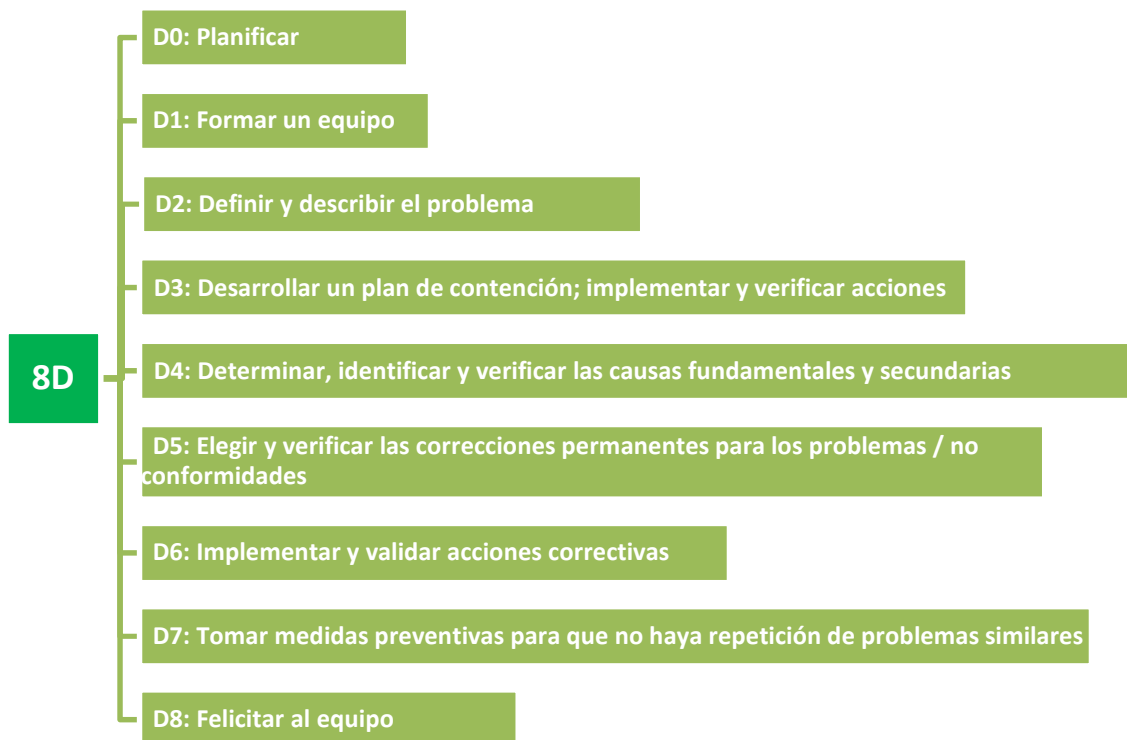 D0: Planificar
D1: Formar un equipo
D2: Definir y describir el problema
D3: Desarrollar un plan de contención; implementar y verificar acciones
8D
D4: Determinar, identificar y verificar las causas fundamentales y secundarias
D5: Elegir y verificar las correcciones permanentes para los problemas / no
conformidades
D6: Implementar y validar acciones correctivas
D7: Tomar medidas preventivas para que no haya repetición de problemas similares
D8: Felicitar al equipo